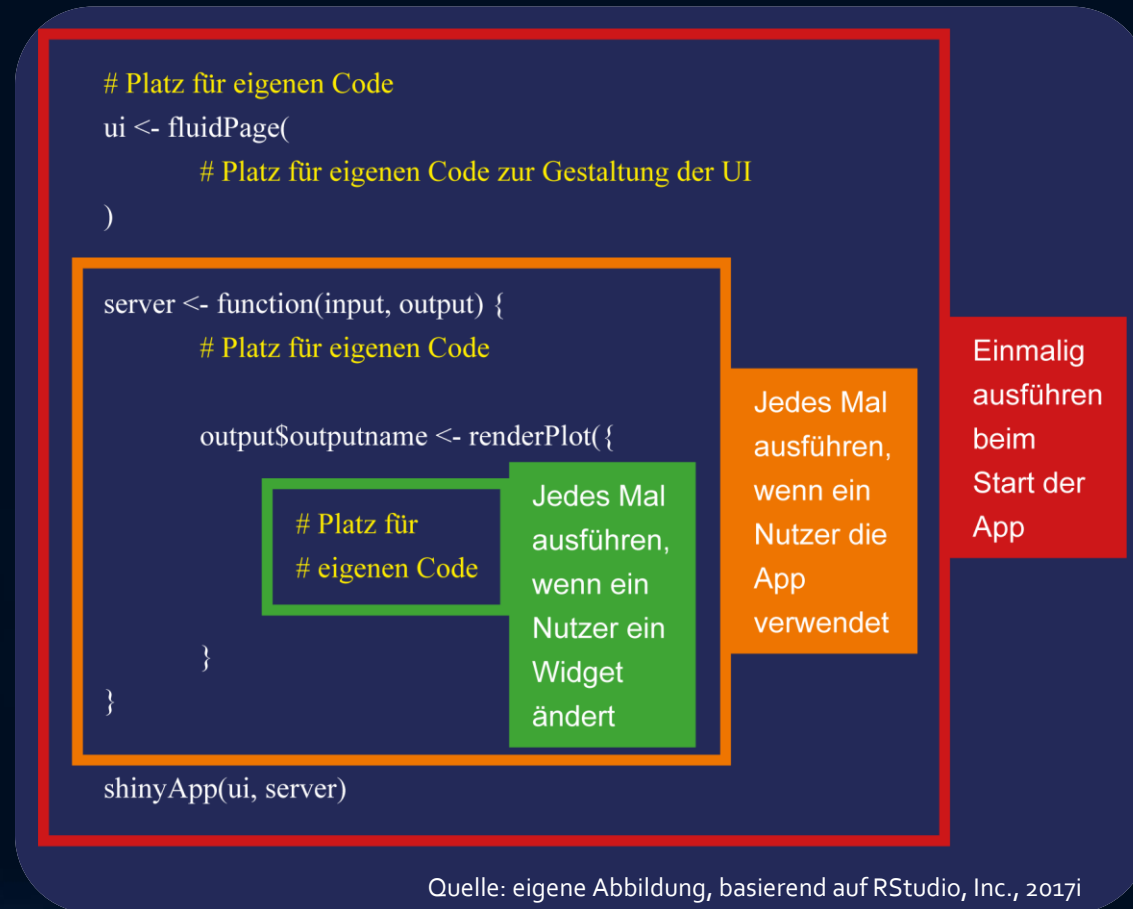 # Platz für eigenen Code
ui <- fluidPage(
# Platz für eigenen Code zur Gestaltung der UI
)
server <- function(input, output) {
# Platz für eigenen Code
output$outputname <- renderPlot({
# Platz für
# eigenen Code
}
}
shinyApp(ui, server)
Jedes Mal
ausführen,
wenn ein
Nutzer ein
Widget
ändert
Jedes Mal
ausführen,
wenn ein
Nutzer die
App
verwendet
Einmalig
ausführen
beim
Start der
App
Quelle: eigene Abbildung, basierend auf RStudio, Inc., 2017i